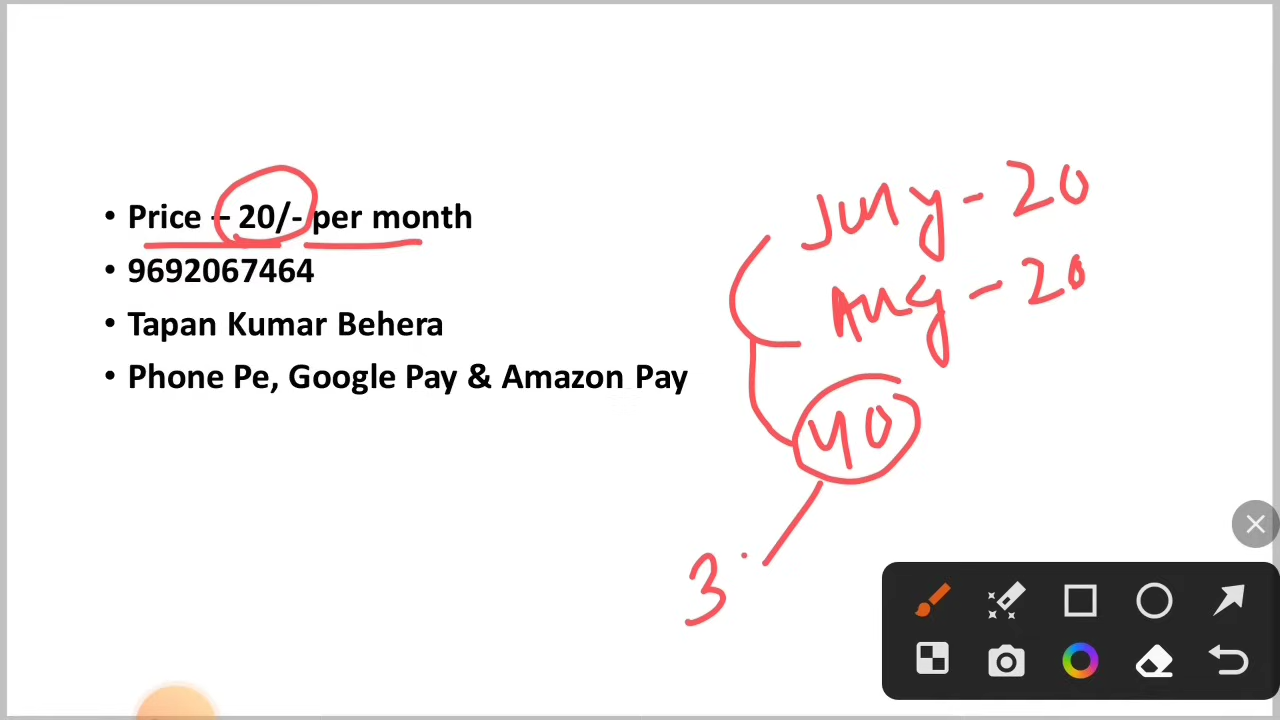 • Price – 20/- per month
• 9692067464
• Tapan Kumar Behera
• Phone Pe, Google Pay & Amazon Pay
July - 20
Aug - 20
40
3